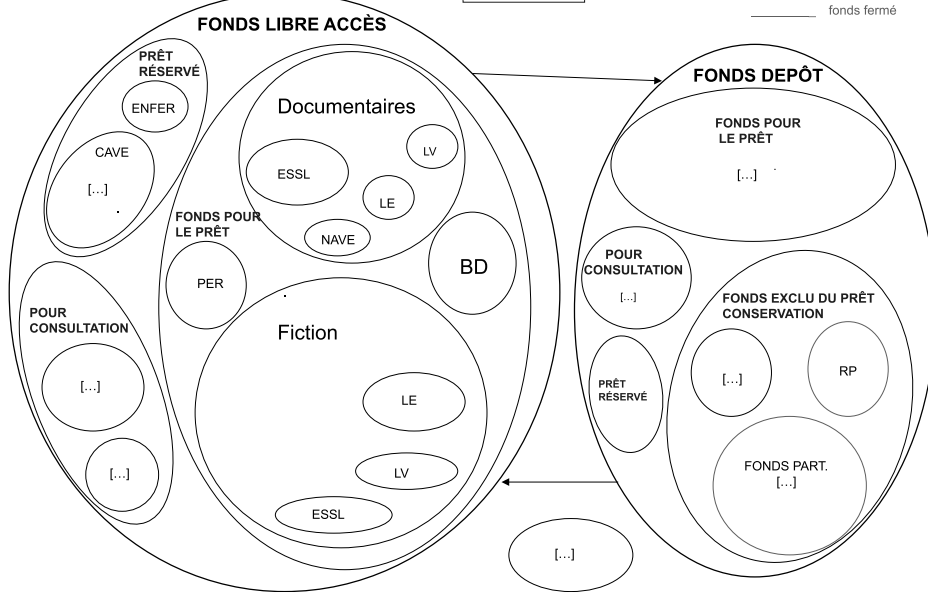 fonds fermé
FONDS LIBRE ACCÈS
PRÊT
RÉSERVÉ
ENFER
CAVE
[...]
Documentaires
ESSL
LV
LE
NAVE
FONDS POUR
LE PRÊT
PER
BD
Fiction
LE
LV
ESSL
POUR
CONSULTATION
[...]
[...]
[...]
FONDS DEPÔT
FONDS POUR
LE PRÊT
[...]
POUR
CONSULTATION
[...]
PRÊT
RÉSERVÉ
FONDS EXCLU DU PRÊT
CONSERVATION
[...]
RP
FONDS PART.
[...]